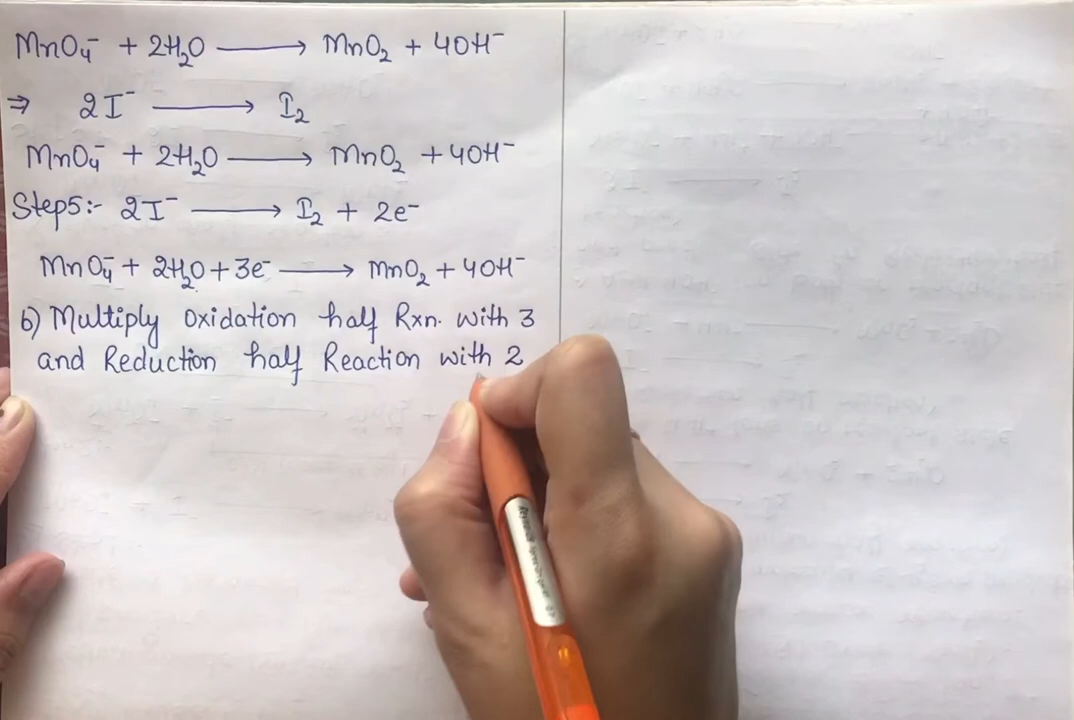 MnO₄⁻ + 2H₂O ⟶ MnO₂ + 4OH⁻
⇒ 2I⁻ ⟶ I₂
MnO₄⁻ + 2H₂O ⟶ MnO₂ + 4OH⁻
Step5:- 2I⁻ ⟶ I₂ + 2e⁻
MnO₄⁻ + 2H₂O + 3e⁻ ⟶ MnO₂ + 4OH⁻
6) Multiply Oxidation half Rxn. with 3
and Reduction half Reaction with 2